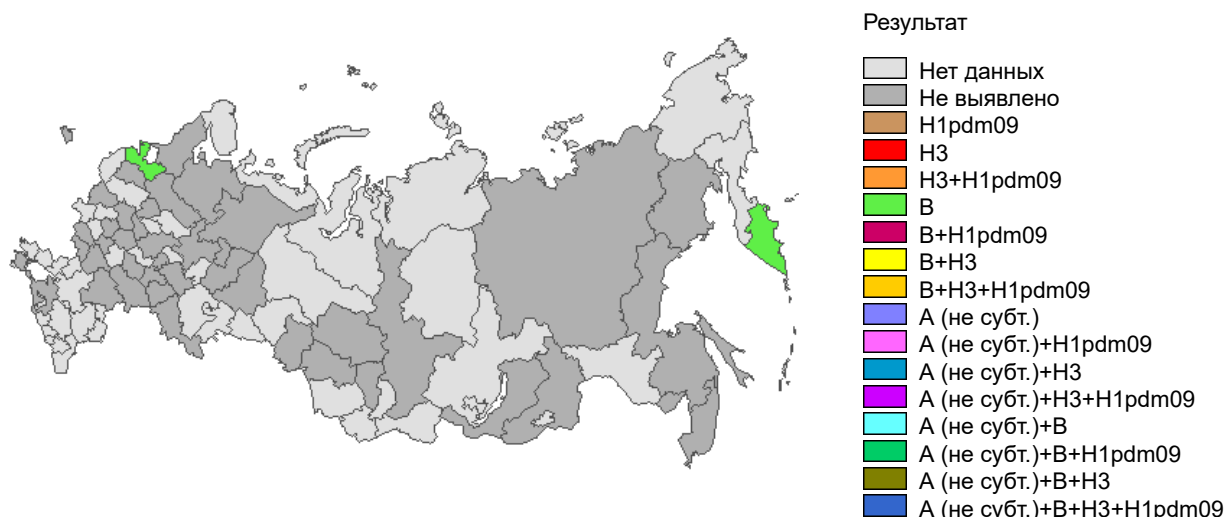 Результат
Нет данных
Не выявлено
H1pdm09
H3
H3+H1pdm09
B
B+H1pdm09
B+H3
B+H3+H1pdm09
A (не субт.)
A (не субт.)+H1pdm09
A (не субт.)+H3
A (не субт.)+H3+H1pdm09
A (не субт.)+B
A (не субт.)+B+H1pdm09
A (не субт.)+B+H3
A (не субт.)+B+H3+H1pdm09